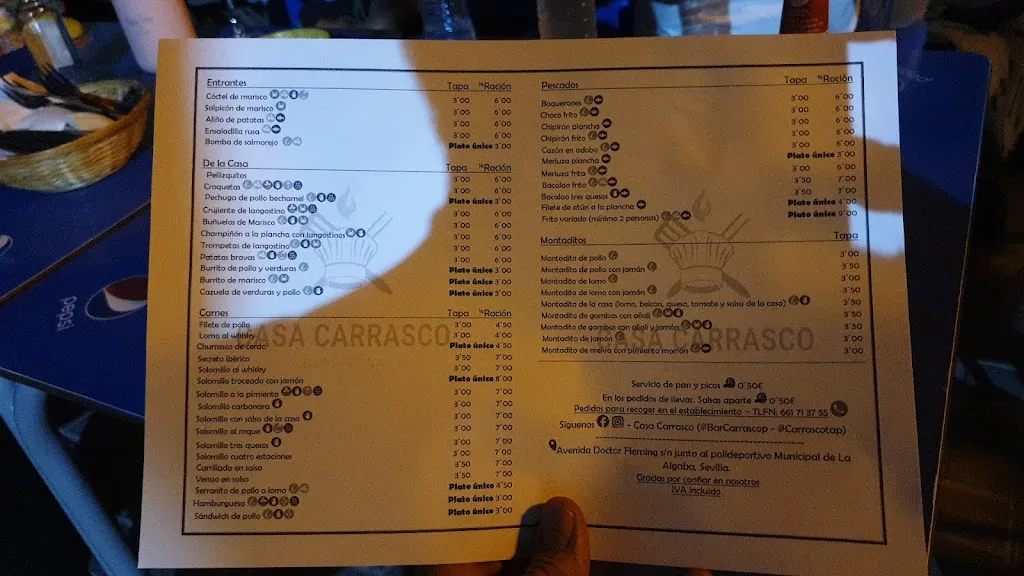 Entrantes Tapa ½Ración
Cóctel de marisco 3'00 6'00
Salpicón de marisco 3'00 6'00
Aliño de patatas 3'00 6'00
Ensaladilla rusa 3'00 6'00
Bomba de salmorejo Plato único 3'00
De la Casa Tapa ½Ración
Pellizquitos 3'00 6'00
Croquetas 3'00 6'00
Pechuga de pollo bechamel Plato único 3'00
Crujiente de langostino 3'00 6'00
Buñuelos de Marisco 3'00 6'00
Champiñón a la plancha con langostinos 3'00 6'00
Trompetas de langostino 3'00 6'00
Patatas bravas 3'00 6'00
Burrito de pollo y verduras Plato único 3'00
Burrito de marisco Plato único 3'00
Cazuela de verduras y pollo Plato único 3'00
Carnes Tapa ½Ración
Filete de pollo 3'00 4'50
Lomo al whisky 3'00 4'00
Churrasco de cerdo Plato único 4'50
Secreto ibérico 3'50 7'00
Solomillo al whisky 3'00 7'00
Solomillo troceado con jamón Plato único 8'00
Solomillo a la pimienta 3'00 7'00
Solomillo carbonara 3'00 7'00
Solomillo con salsa de la casa 3'00 7'00
Solomillo al roque 3'00 7'00
Solomillo tres quesos 3'00 7'00
Solomillo cuatro estaciones 3'00 7'00
Carrillada en salsa 3'50 7'00
Venao en salsa 3'50 7'00
Serranito de pollo o lomo Plato único 4'50
Hamburguesa Plato único 3'00
Sándwich de pollo Plato único 3'00
CASA CARRASCO
Pescados Tapa ½Ración
Boquerones 3'00 6'00
Choco frito 3'00 6'00
Chipirón plancha 3'00 6'00
Chipirón frito 3'00 6'00
Cazón en adobo 3'00 8'00
Merluza plancha Plato único 3'00
Merluza frita 3'00 6'00
Bacalao frito 3'50 7'00
Bacalao tres quesos 3'50 7'00
Filete de atún a la plancha Plato único 4'00
Frito variado (mínimo 2 personas) Plato único 9'00
Montaditos Tapa
Montadito de pollo 3'00
Montadito de pollo con jamón 3'50
Montadito de lomo 3'00
Montadito de lomo con jamón 3'50
Montadito de la casa (lomo, beicon, queso, tomate y salsa de la casa) 3'50
Montadito de gambas con alioli 3'50
Montadito de gambas con alioli y jamón 3'50
Montadito de jamón 3'00
Montadito de melva con pimiento morrón 3'00
CASA CARRASCO
Servicio de pan y picos 0'50€
En los pedidos de llevar. Salsas aparte 0'50€
Pedidos para recoger en el establecimiento – TLFN: 661 71 37 55
Síguenos - Casa Carrasco (@BarCarrascop - @Carrascotap)
Avenida Doctor Fleming s/n junto al polideportivo Municipal de La
Algaba, Sevilla.
Gracias por confiar en nosotros
IVA incluido
pepsi